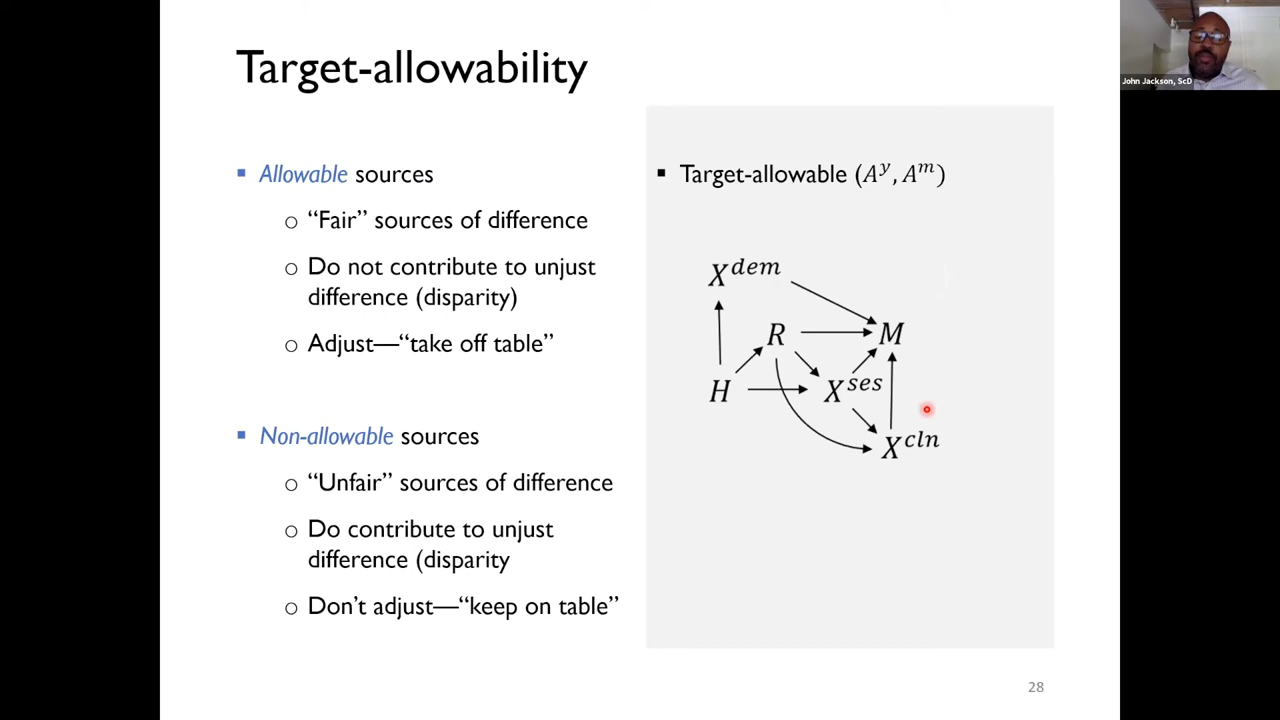 Target-allowability
John Jackson, ScD
▪ Allowable sources
o “Fair” sources of difference
o Do not contribute to unjust
difference (disparity)
o Adjust—“take off table”
▪ Non-allowable sources
o “Unfair” sources of difference
o Do contribute to unjust
difference (disparity
o Don’t adjust—“keep on table”
▪ Target-allowable (A^y, A^m)
X^dem
R
M
H
X^ses
X^cln
28